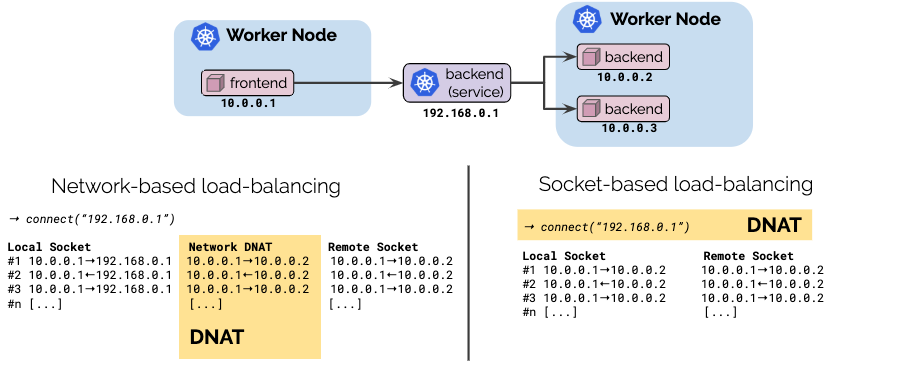 Worker Node
frontend
10.0.0.1
backend
(service)
192.168.0.1
Worker Node
backend
10.0.0.2
backend
10.0.0.3
Network-based load-balancing
→ connect(“192.168.0.1”)
Local Socket Network DNAT Remote Socket
#1 10.0.0.1→192.168.0.1 10.0.0.1→10.0.0.2 10.0.0.1→10.0.0.2
#2 10.0.0.1←192.168.0.1 10.0.0.1←10.0.0.2 10.0.0.1←10.0.0.2
#3 10.0.0.1→192.168.0.1 10.0.0.1→10.0.0.2 10.0.0.1→10.0.0.2
#n [...] [...] [...]
DNAT
Socket-based load-balancing
→ connect(“192.168.0.1”) DNAT
Local Socket Remote Socket
#1 10.0.0.1→10.0.0.2 10.0.0.1→10.0.0.2
#2 10.0.0.1←10.0.0.2 10.0.0.1←10.0.0.2
#3 10.0.0.1→10.0.0.2 10.0.0.1→10.0.0.2
#n [...] [...]